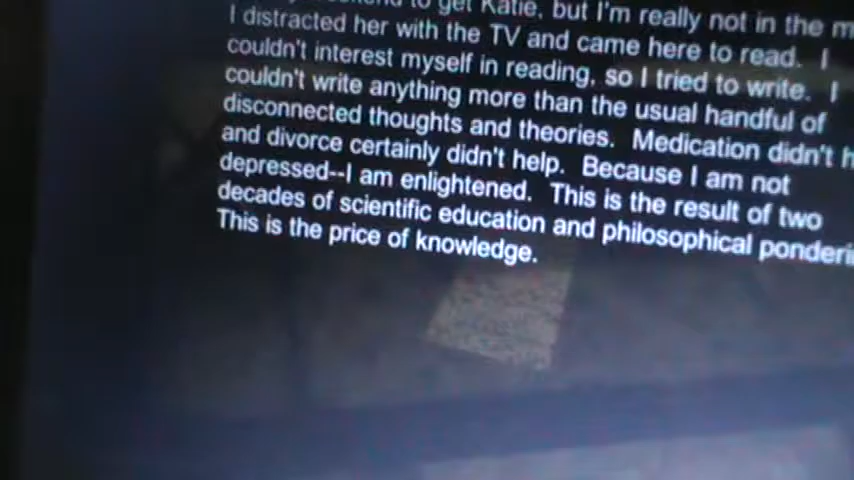 to get Katie, but I'm really not in the
I distracted her with the TV and came here to read. I
couldn't interest myself in reading, so I tried to write. I
couldn't write anything more than the usual handful of
disconnected thoughts and theories. Medication didn't
and divorce certainly didn't help. Because I am not
depressed--I am enlightened. This is the result of two
decades of scientific education and philosophical
This is the price of knowledge.